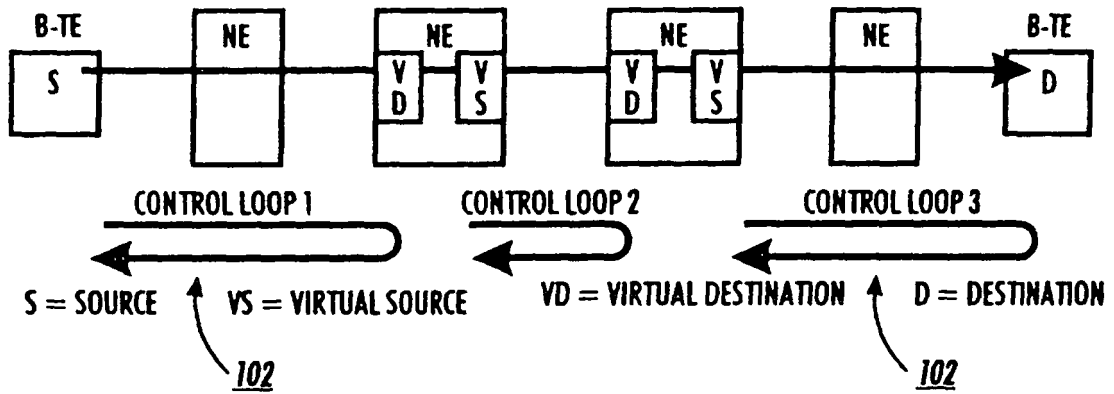 B-TE
NE
NE
NE
NE
B-TE
S
V D
V S
V D
V S
D
CONTROL LOOP 1
CONTROL LOOP 2
CONTROL LOOP 3
S = SOURCE
VS = VIRTUAL SOURCE
VD = VIRTUAL DESTINATION
D = DESTINATION
102
102